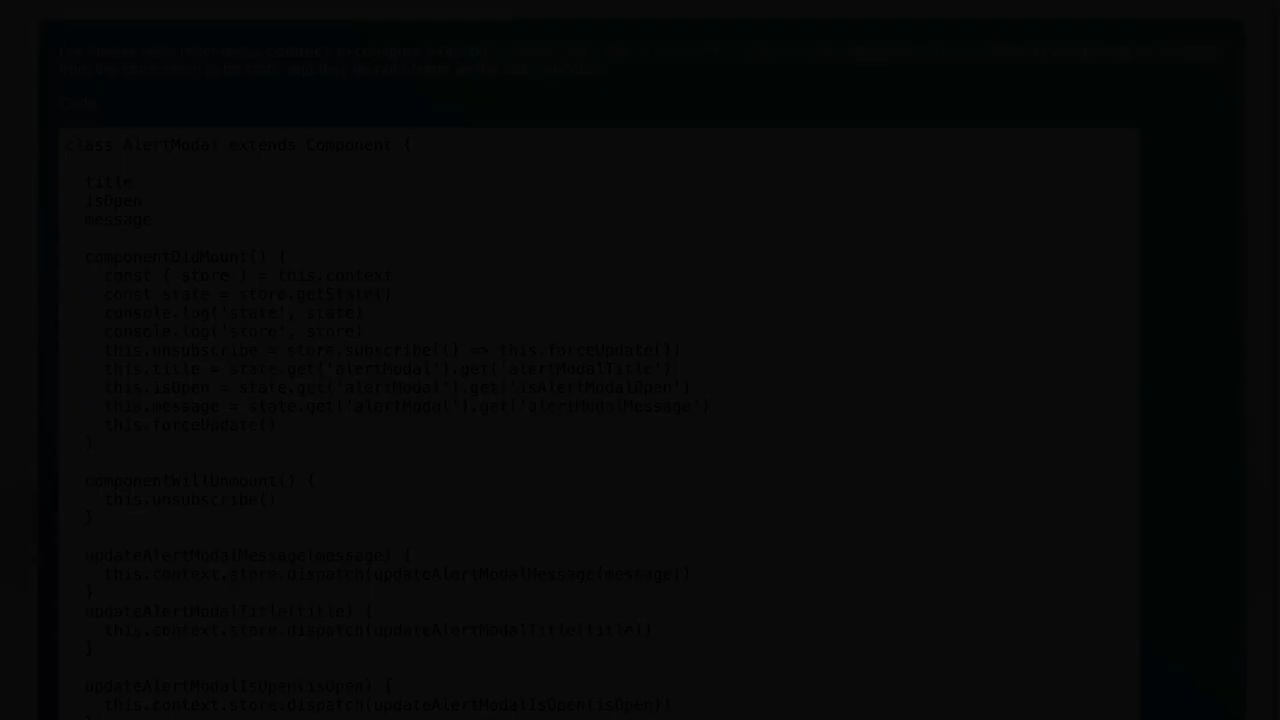 class AlertModal extends Component {
title
isOpen
message
componentDidMount() {
const { store } = this.context
const state = store.getState()
console.log('state', state)
console.log('store', store)
this.unsubscribe = store.subscribe(() => this.forceUpdate())
this.title = state.get('alertModal').get('alertModalTitle')
this.isOpen = state.get('alertModal').get('isAlertModalOpen')
this.message = state.get('alertModal').get('alertModalMessage')
this.forceUpdate()
}
componentWillUnmount() {
this.unsubscribe()
}
updateAlertModalMessage(message) {
this.context.store.dispatch(updateAlertModalMessage(message))
}
updateAlertModalTitle(title) {
this.context.store.dispatch(updateAlertModalTitle(title))
}
updateAlertModalIsOpen(isOpen) {
this.context.store.dispatch(updateAlertModalIsOpen(isOpen))
}